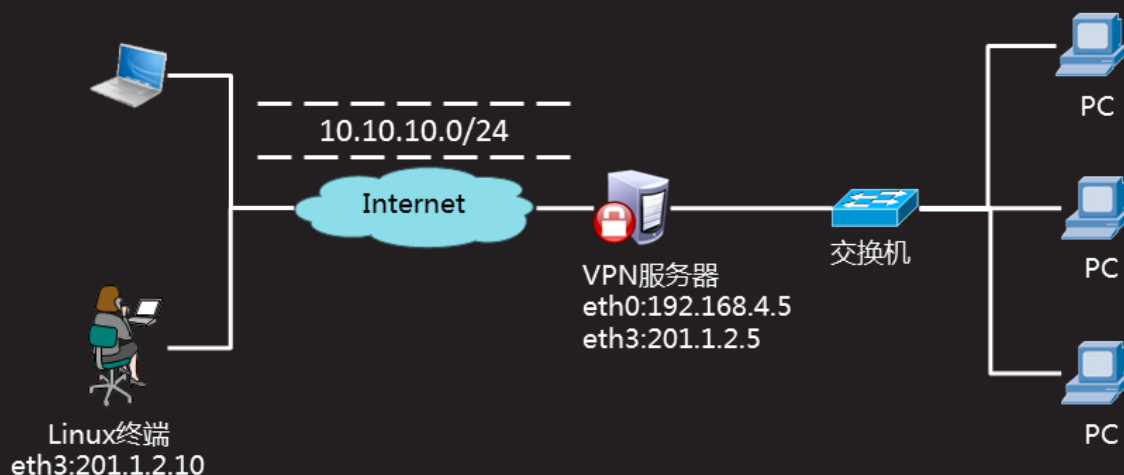 10.10.10.0/24
Internet
VPN服务器
eth0:192.168.4.5
eth3:201.1.2.5
交换机
PC
PC
PC
Linux终端
eth3:201.1.2.10